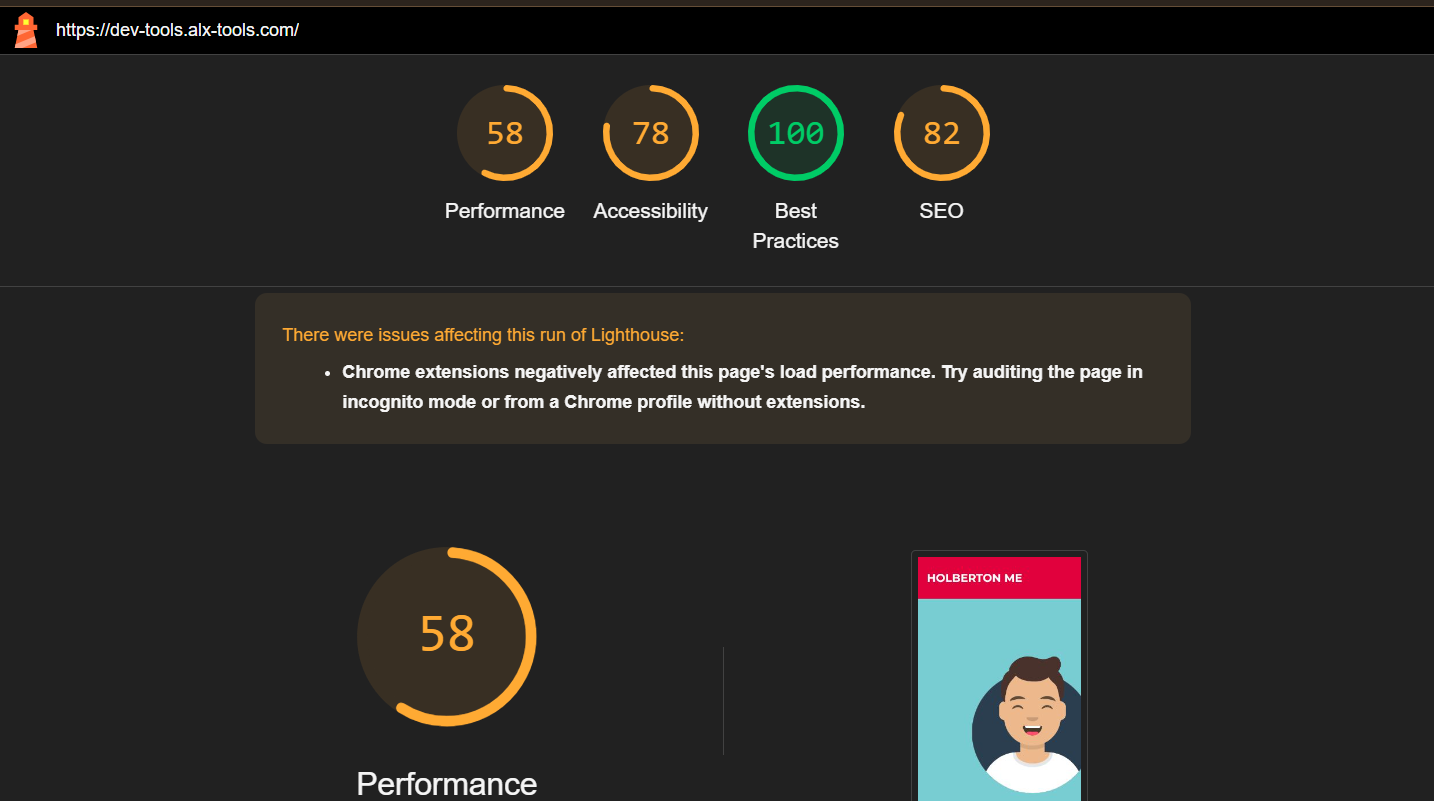 https://dev-tools.alx-tools.com/
58
78
100
82
Performance
Accessibility
Best
Practices
SEO
There were issues affecting this run of Lighthouse:
Chrome extensions negatively affected this page's load performance. Try auditing the page in
incognito mode or from a Chrome profile without extensions.
58
Performance
HOLBERTON ME